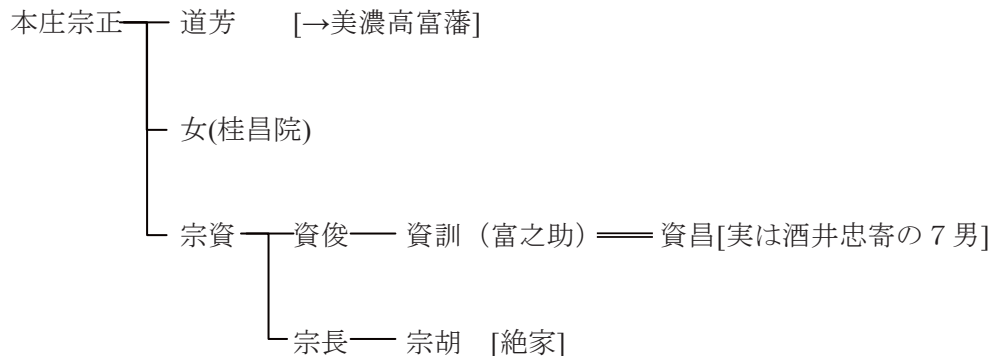 本庄宗正 道芳 [→美濃高富藩]
女(桂昌院)
宗資 資俊 資訓（富之助） 資昌[実は酒井忠寄の7男]
宗長 宗胡 [絶家]